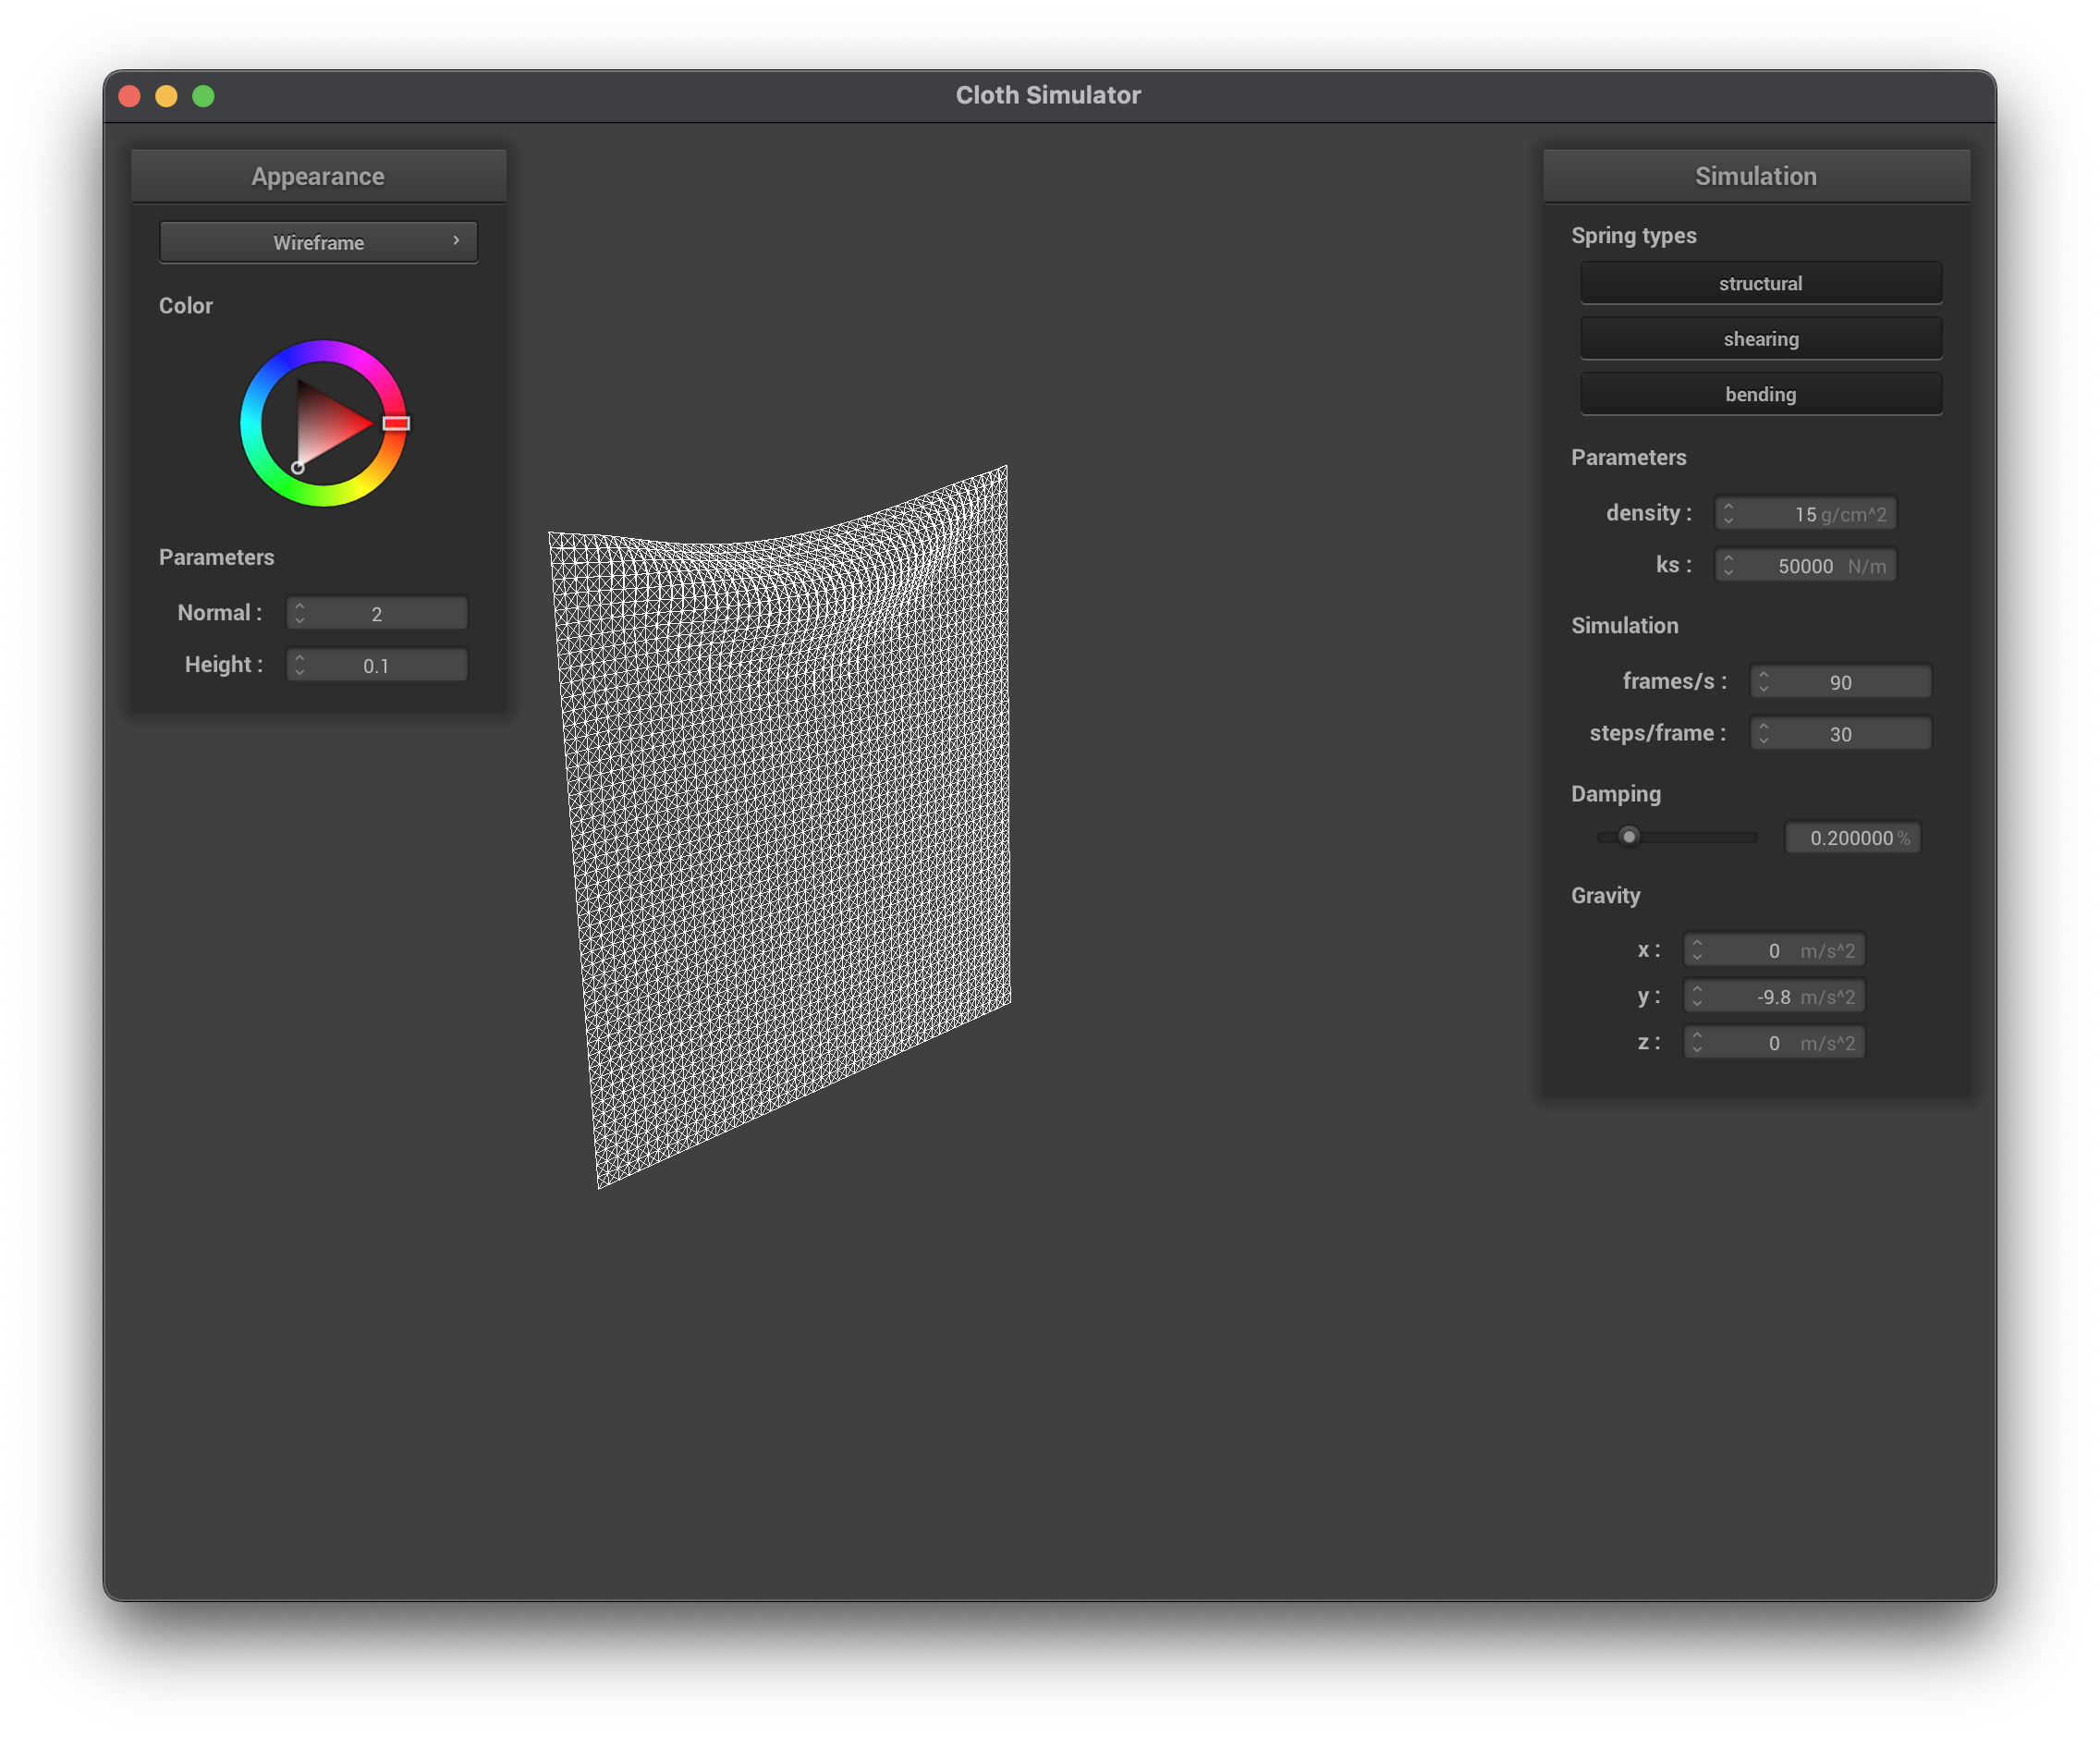 Cloth Simulator
Appearance
Wireframe
Color
Parameters
Normal : 2
Height : 0.1
Simulation
Spring types
structural
shearing
bending
Parameters
density : 15 g/cm^2
ks : 50000 N/m
Simulation
frames/s : 90
steps/frame : 30
Damping
0.200000 %
Gravity
x : 0 m/s^2
y : -9.8 m/s^2
z : 0 m/s^2